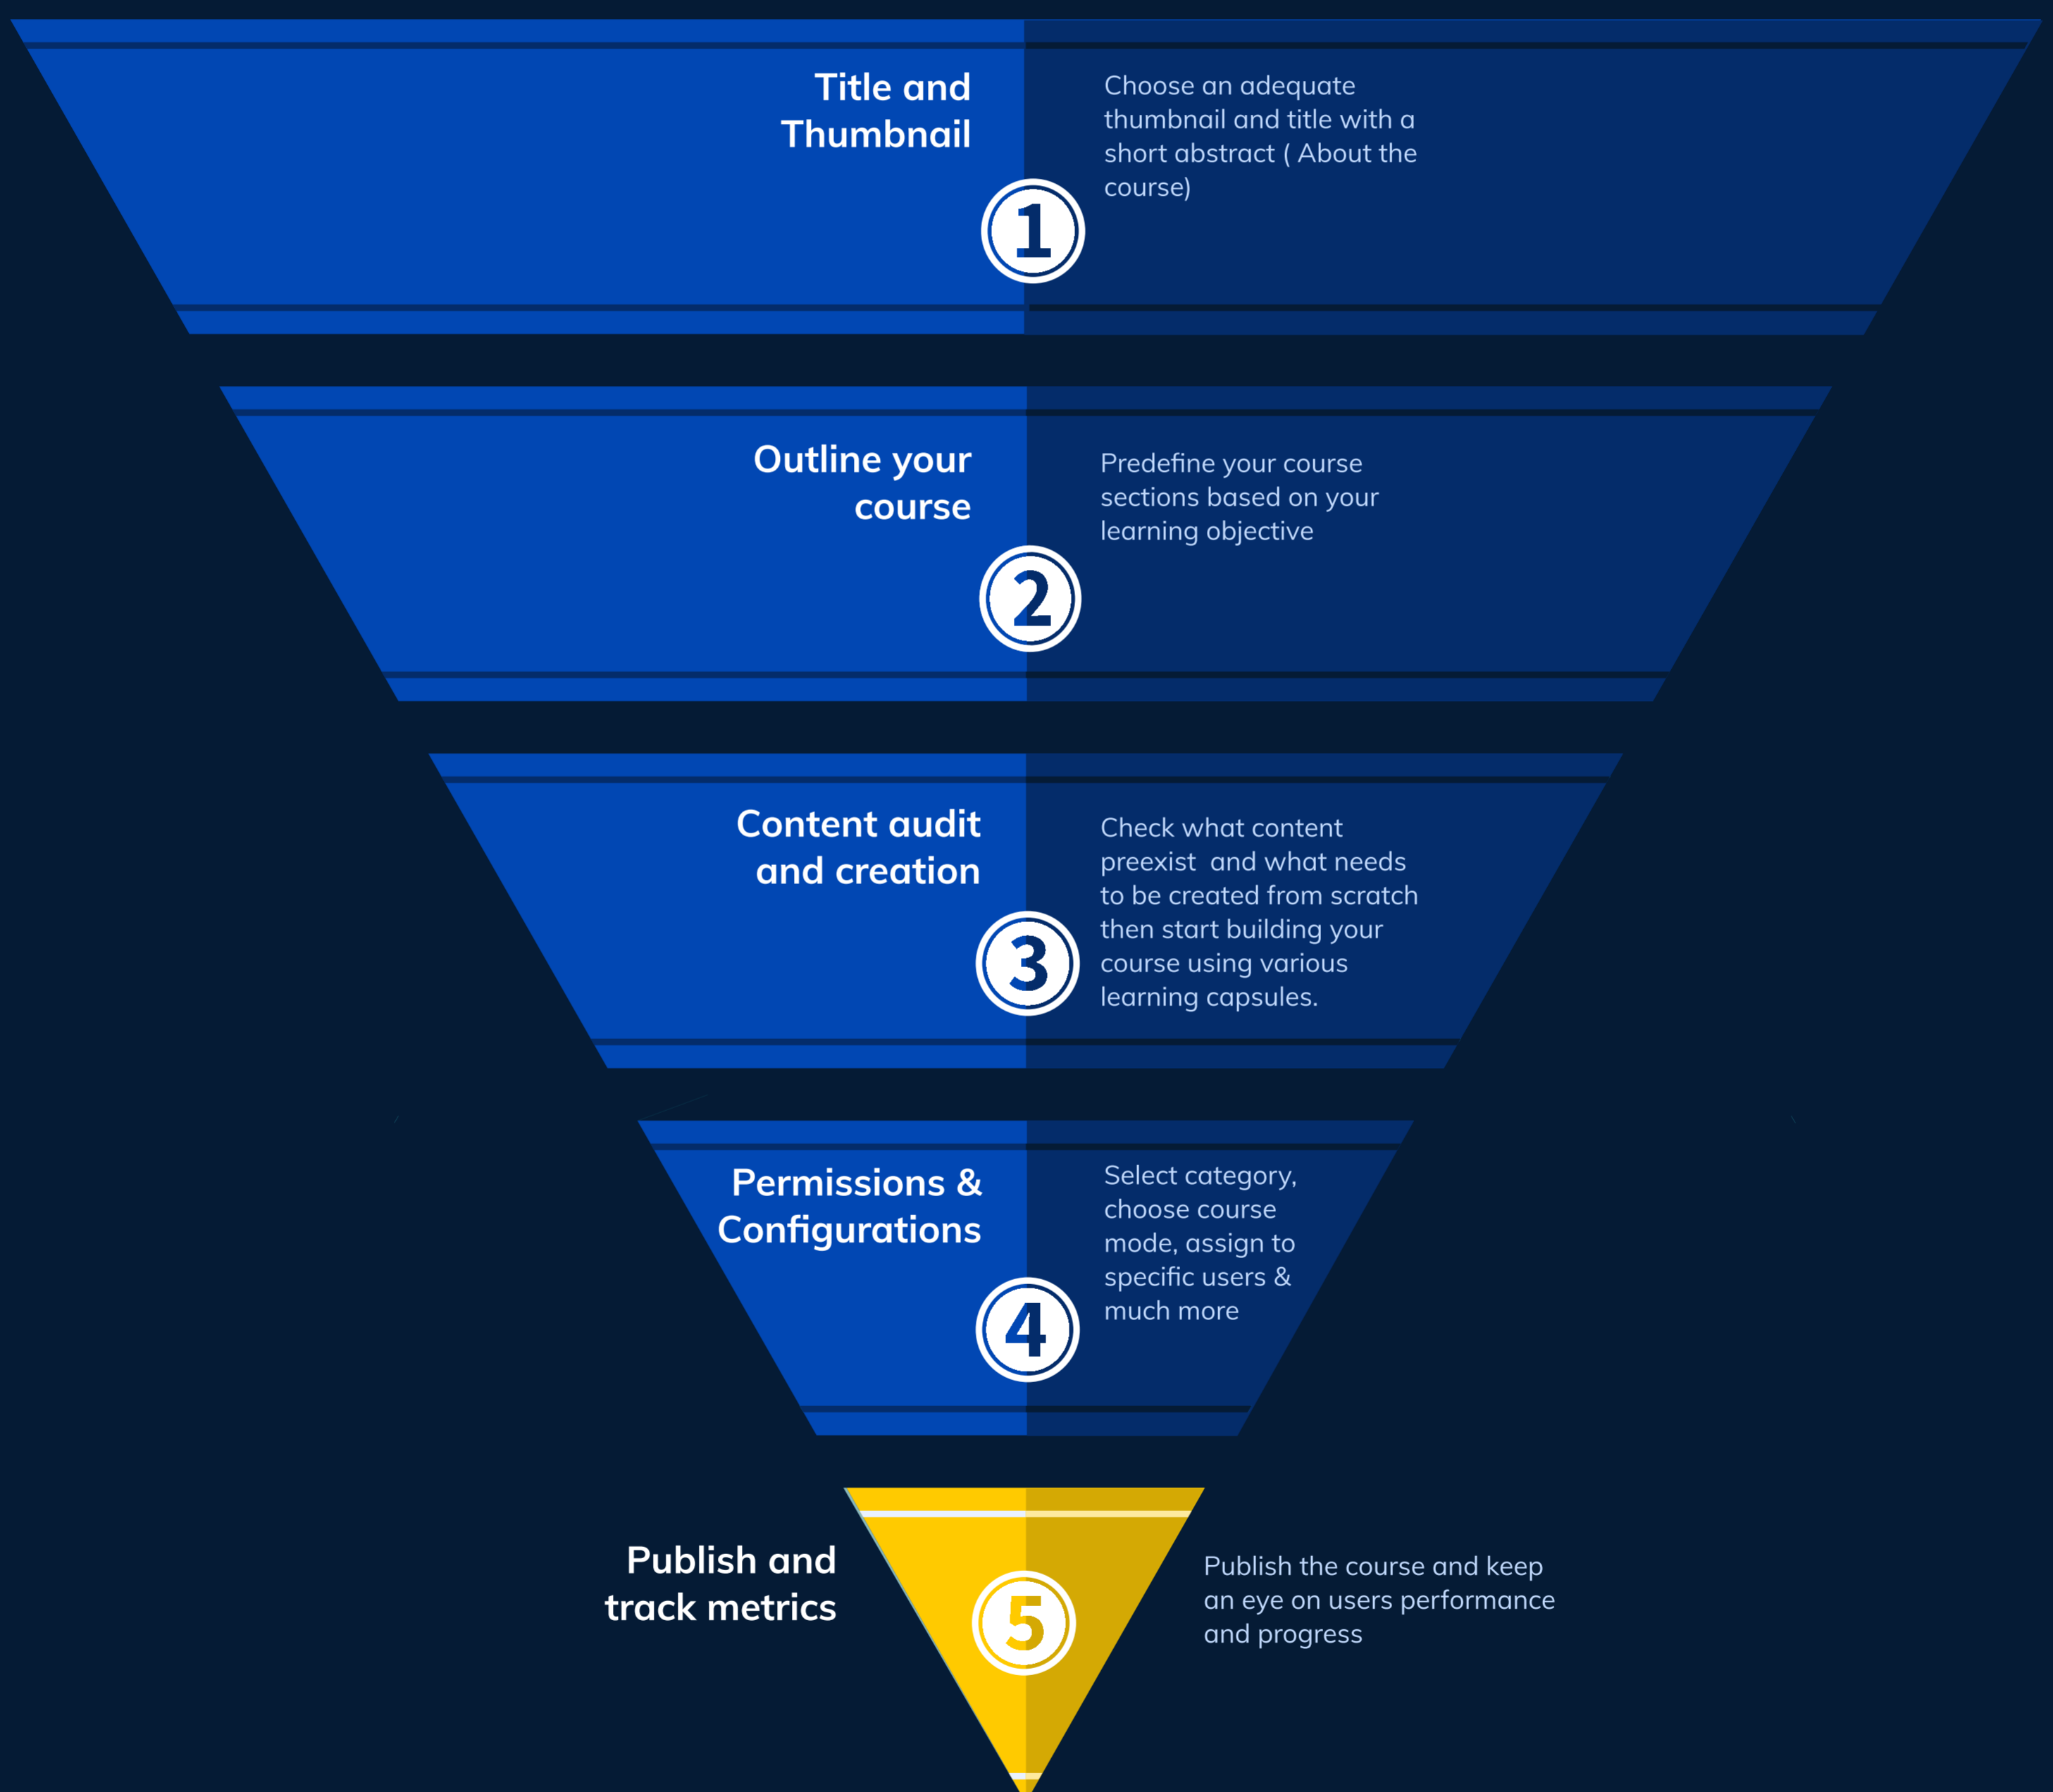 Title and
Thumbnail
Choose an adequate
thumbnail and title with a
short abstract ( About the
course)
1
Outline your
course
Predefine your course
sections based on your
learning objective
2
Content audit
and creation
Check what content
preexist  and what needs
to be created from scratch
then start building your
course using various
learning capsules.
3
Permissions &
Configurations
Select category,
choose course
mode, assign to
specific users &
much more
4
Publish and
track metrics
5
Publish the course and keep
an eye on users performance
and progress